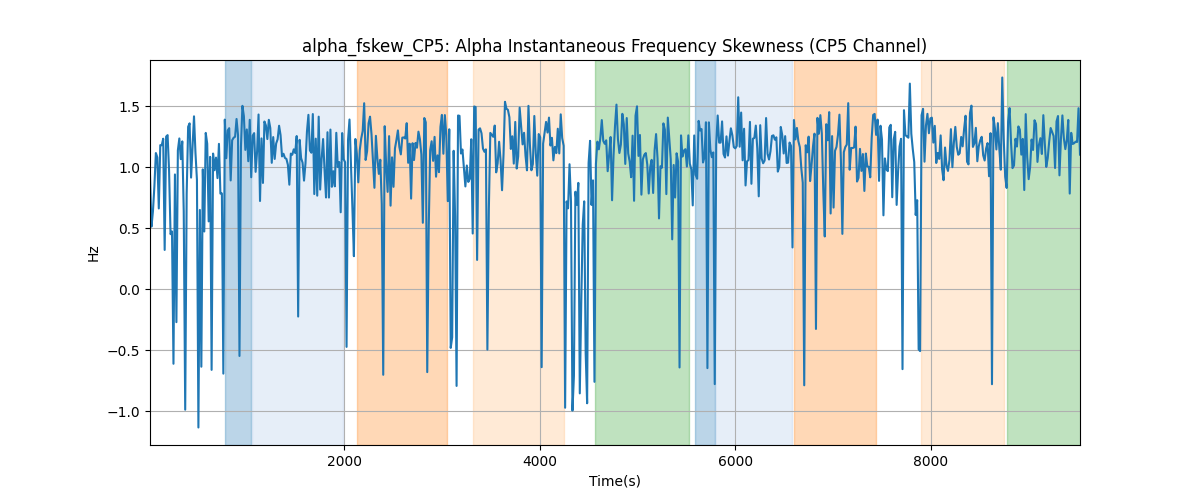 alpha_fskew_CP5: Alpha Instantaneous Frequency Skewness (CP5 Channel)
1.5
1.0
0.5
0.0
−0.5
−1.0
Hz
2000 4000 6000 8000
Time(s)